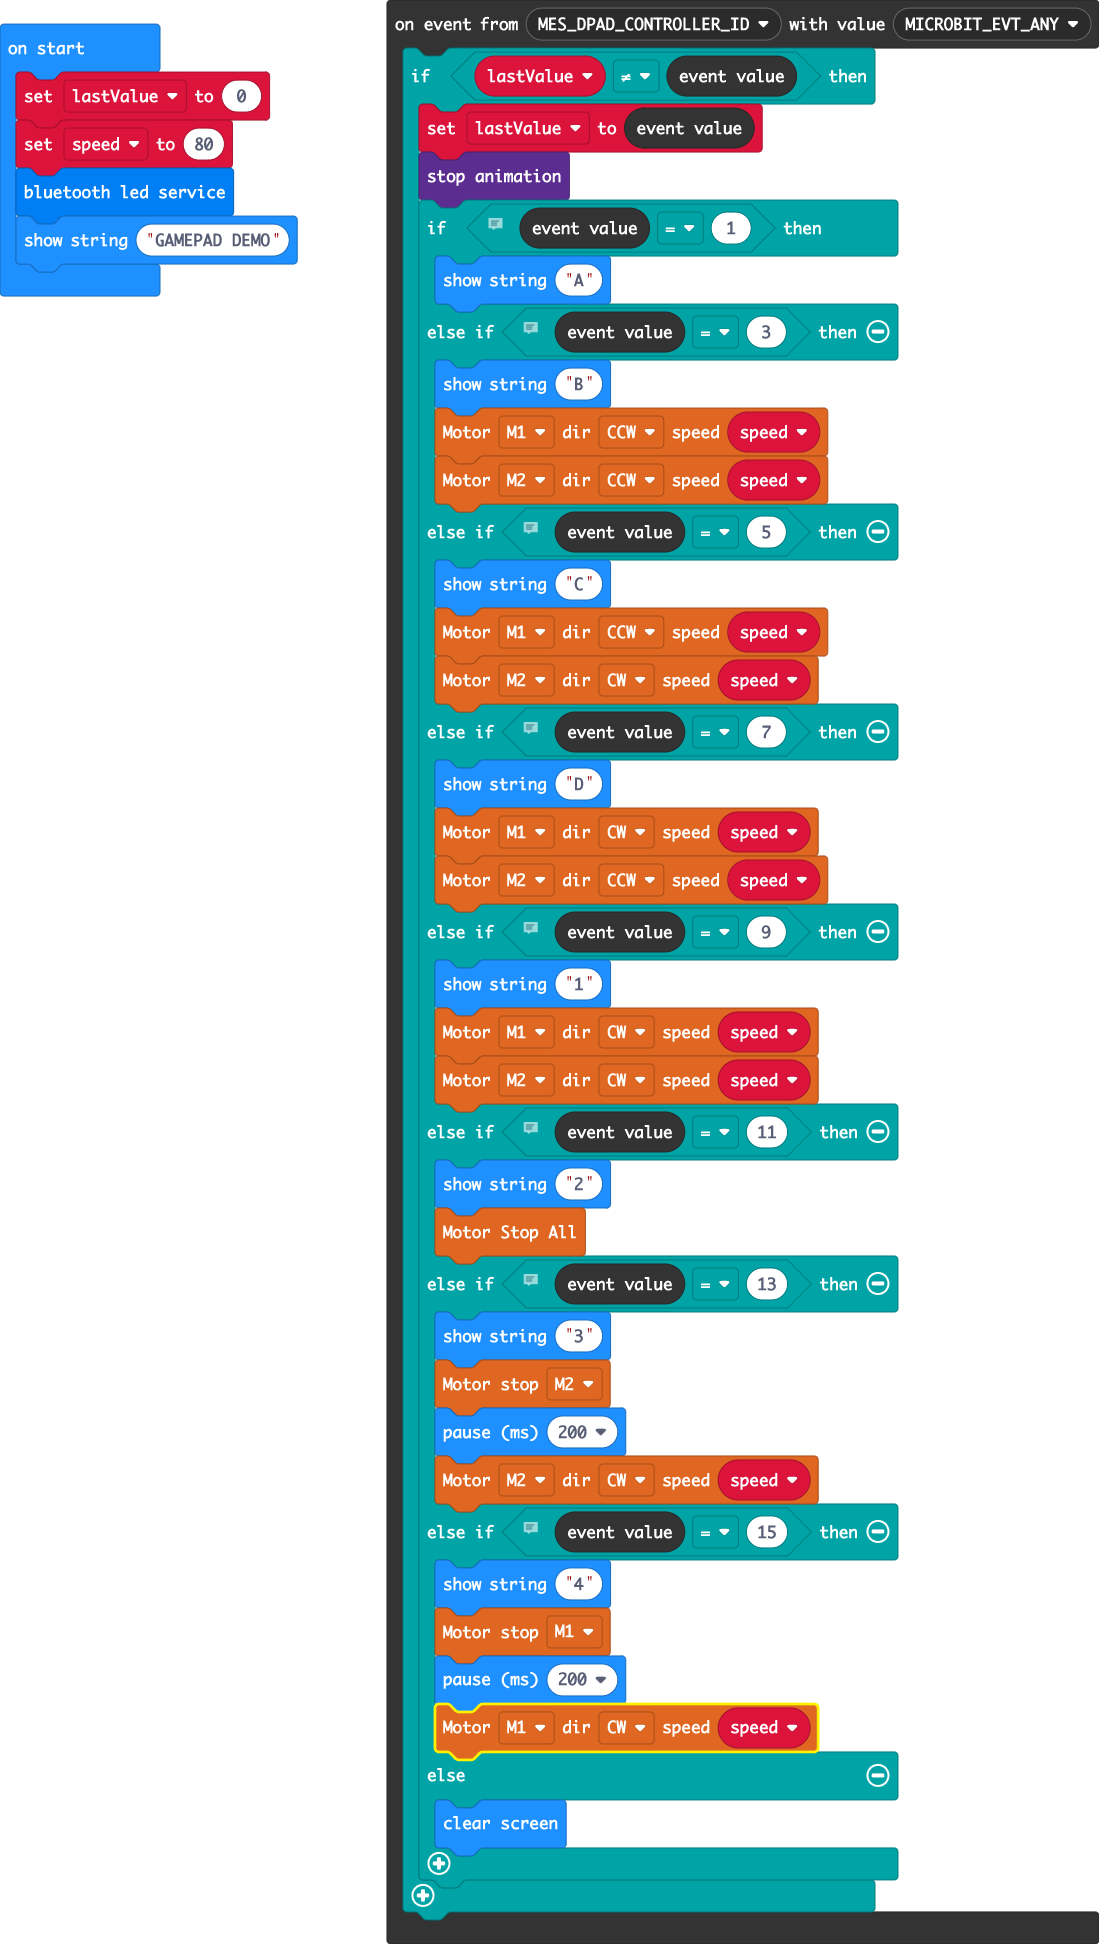 on start
set lastValue to 0
set speed to 80
bluetooth led service
show string "GAMEPAD DEMO"
on event from MES_DPAD_CONTROLLER_ID with value MICROBIT_EVT_ANY
if lastValue ≠ event value then
set lastValue to event value
stop animation
if event value = 1 then
show string "A"
else if event value = 3 then
show string "B"
Motor M1 dir CCW speed speed
Motor M2 dir CCW speed speed
else if event value = 5 then
show string "C"
Motor M1 dir CCW speed speed
Motor M2 dir CW speed speed
else if event value = 7 then
show string "D"
Motor M1 dir CW speed speed
Motor M2 dir CCW speed speed
else if event value = 9 then
show string "1"
Motor M1 dir CW speed speed
Motor M2 dir CW speed speed
else if event value = 11 then
show string "2"
Motor Stop All
else if event value = 13 then
show string "3"
Motor stop M2
pause (ms) 200
Motor M2 dir CW speed speed
else if event value = 15 then
show string "4"
Motor stop M1
pause (ms) 200
Motor M1 dir CW speed speed
else
clear screen